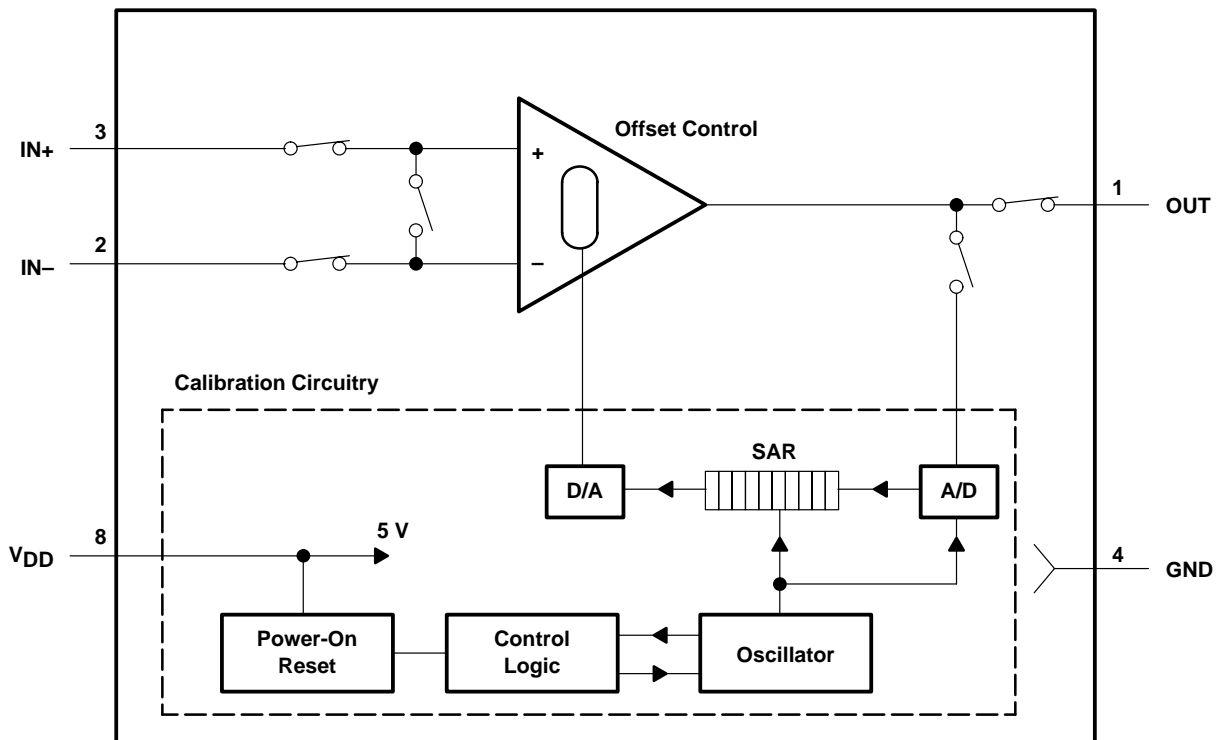 Offset Control
3
IN+
+
1
OUT
2
IN–
–
Calibration Circuitry
SAR
D/A
A/D
5 V
8
VDD
4
GND
Power-On
Reset
Control
Logic
Oscillator